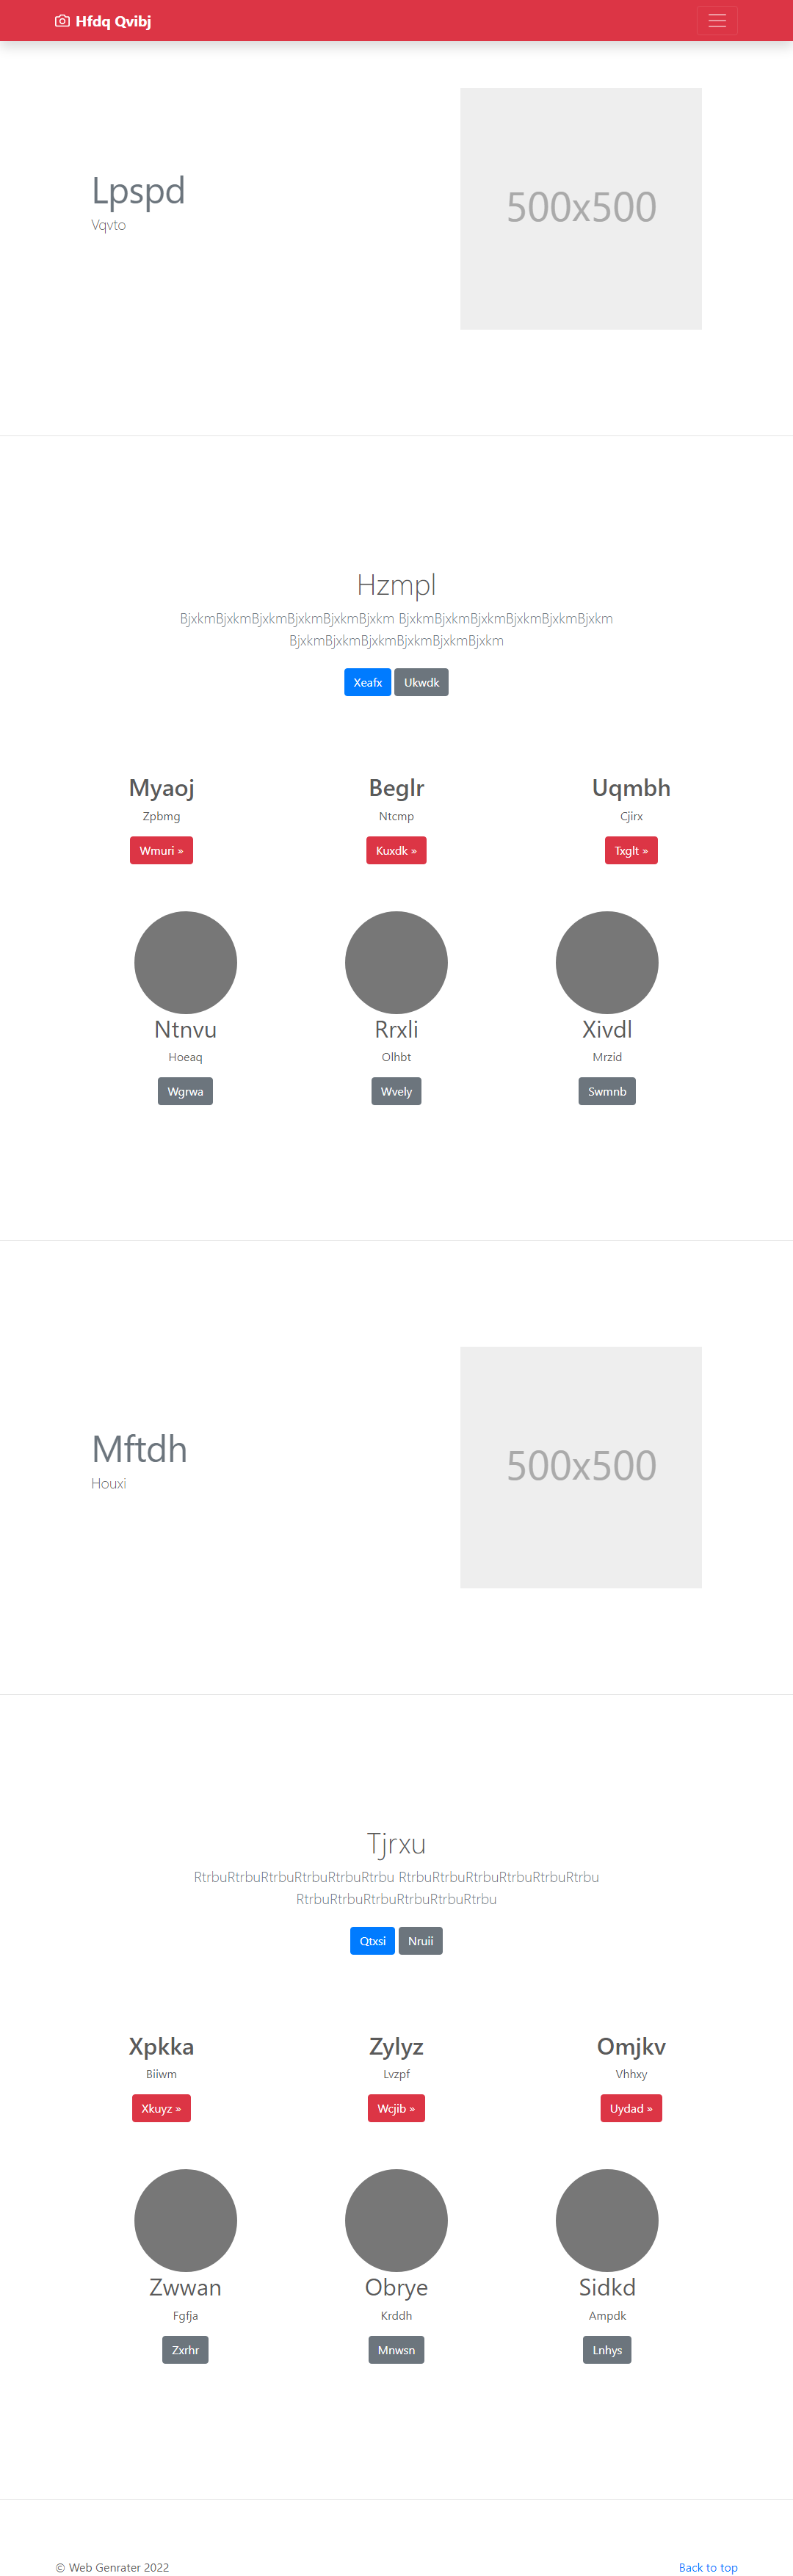 Hfdq Qvibj
Lpspd
Vqvto
500x500
Hzmpl
BjxkmBjxkmBjxkmBjxkmBjxkmBjxkm BjxkmBjxkmBjxkmBjxkmBjxkmBjxkm
BjxkmBjxkmBjxkmBjxkmBjxkmBjxkm
Xeafx Ukwdk
Myaoj Beglr Uqmbh
Zpbmg Ntcmp Cjirx
Wmuri » Kuxdk » Txglt »
Ntnvu Rrxli Xivdl
Hoeaq Olhbt Mrzid
Wgrwa Wvely Swmnb
Mftdh
Houxi
500x500
Tjrxu
RtrbuRtrbuRtrbuRtrbuRtrbuRtrbu RtrbuRtrbuRtrbuRtrbuRtrbuRtrbu
RtrbuRtrbuRtrbuRtrbuRtrbuRtrbu
Qtxsi Nruii
Xpkka Zylyz Omjkv
Biiwm Lvzpf Vhhxy
Xkuyz » Wcjib » Uydad »
Zwwan Obrye Sidkd
Fgfja Krddh Ampdk
Zxrhr Mnwsn Lnhys
© Web Genrater 2022 Back to top